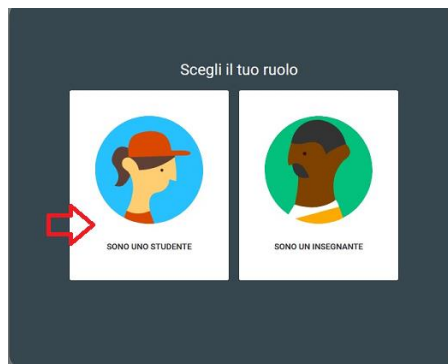 Scegli il tuo ruolo
SONO UNO STUDENTE
SONO UN INSEGNANTE